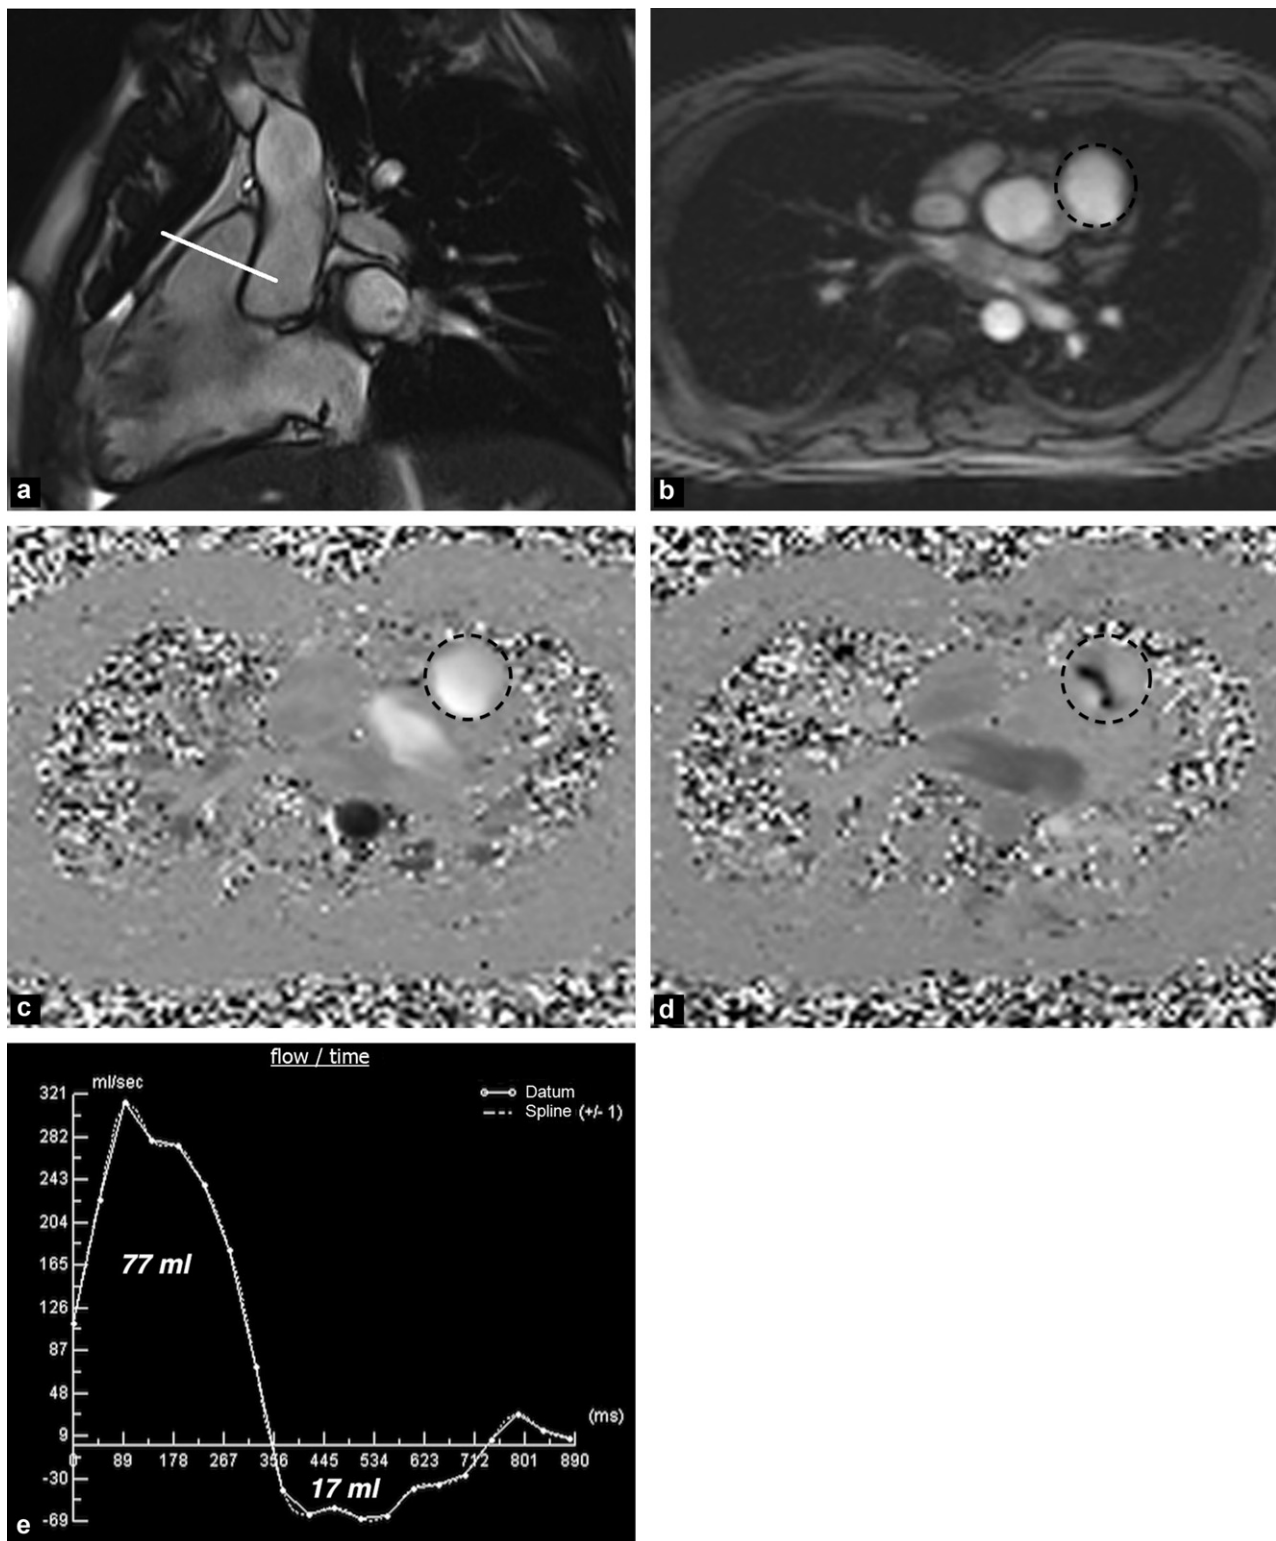 a
b
c
d
flow / time
ml/sec
Datum
Spline (+/- 1)
321
282
243
204
165
126
87
48
9
-30
-69
77 ml
17 ml
(ms)
0 89 178 267 356 445 534 623 712 801 890
e